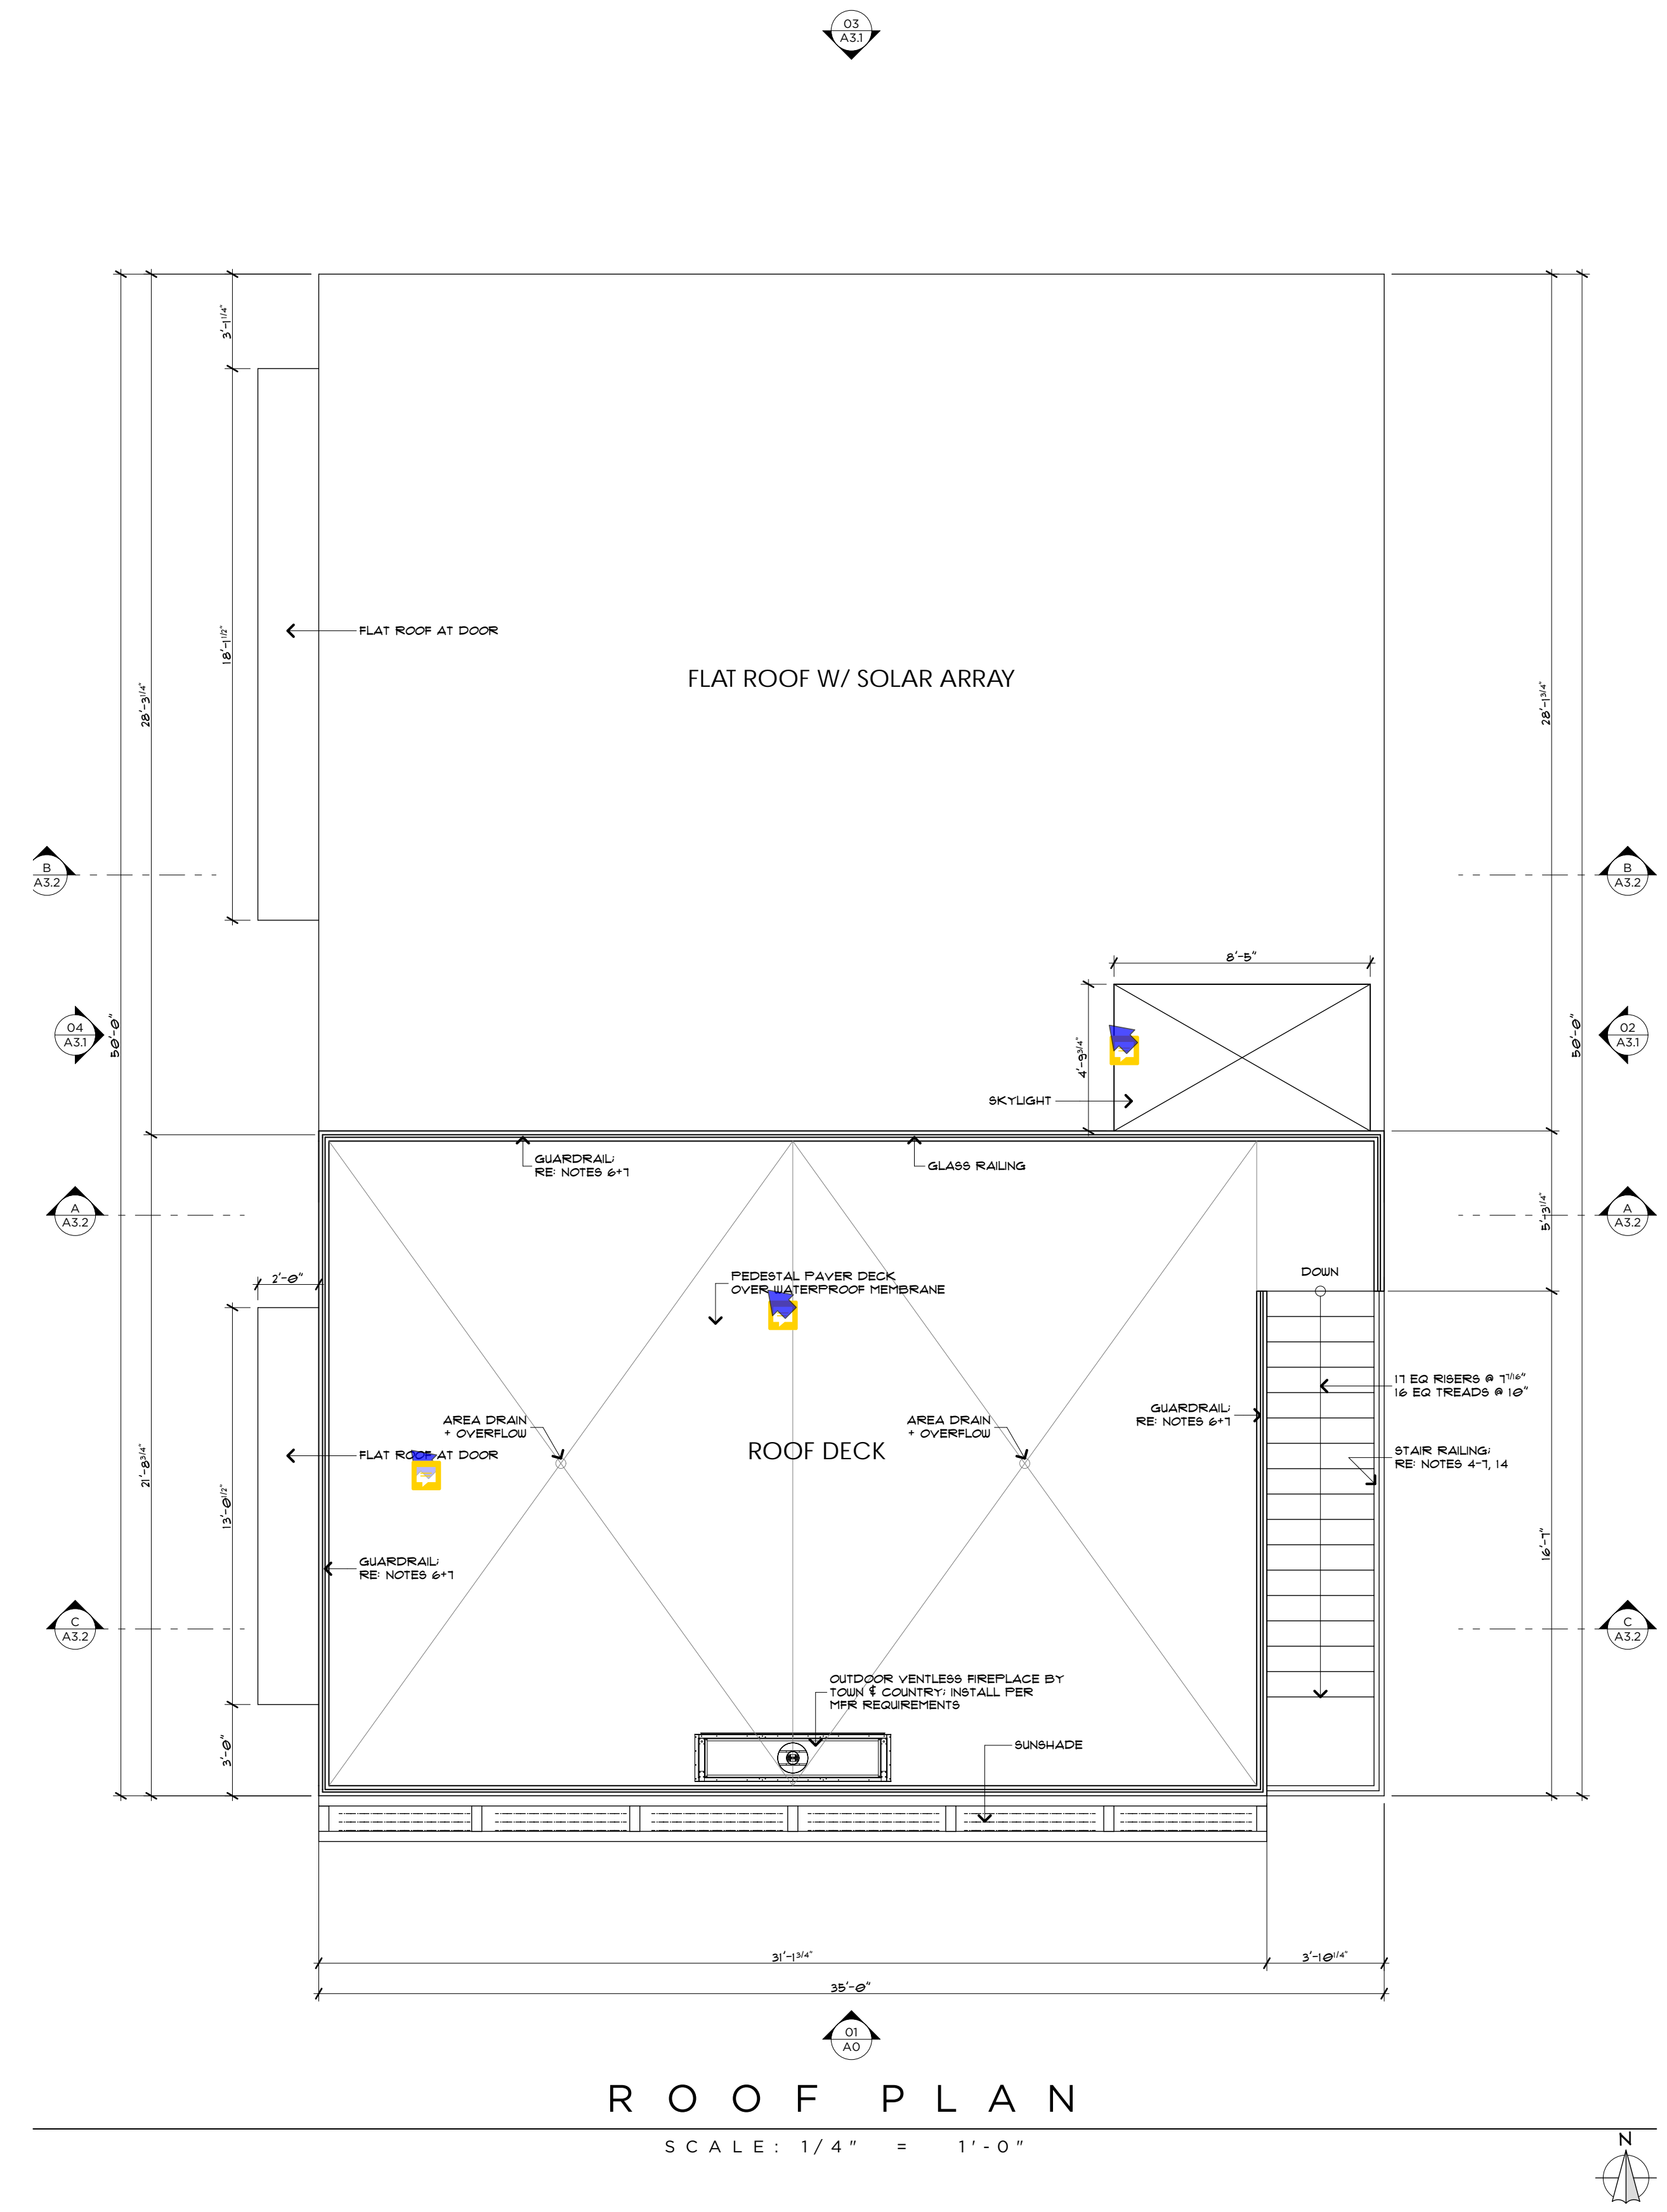 03
A3.1
3'-1 1/4"
18'-1 1/2"
28'-3 1/4"
28'-1 3/4"
FLAT ROOF AT DOOR
FLAT ROOF W/ SOLAR ARRAY
B
A3.2
B
A3.2
8'-5"
04
A3.1
50'-0"
4'-9 3/4"
50'-0"
02
A3.1
SKYLIGHT
GUARDRAIL;
RE: NOTES 6+7
GLASS RAILING
A
A3.2
5'-3 1/4"
A
A3.2
2'-0"
PEDESTAL PAVER DECK
OVER WATERPROOF MEMBRANE
DOWN
17 EQ RISERS @ 7 7/16"
16 EQ TREADS @ 10"
AREA DRAIN
+ OVERFLOW
AREA DRAIN
+ OVERFLOW
GUARDRAIL;
RE: NOTES 6+7
FLAT ROOF AT DOOR
ROOF DECK
STAIR RAILING;
RE: NOTES 4-7, 14
21'-8 3/4"
13'-0 1/2"
16'-7"
GUARDRAIL;
RE: NOTES 6+7
C
A3.2
C
A3.2
OUTDOOR VENTLESS FIREPLACE BY
TOWN & COUNTRY; INSTALL PER
MFR REQUIREMENTS
3'-0"
SUNSHADE
31'-1 3/4"
3'-10 1/4"
35'-0"
01
A0
ROOF PLAN
SCALE: 1/4" = 1'-0"
N